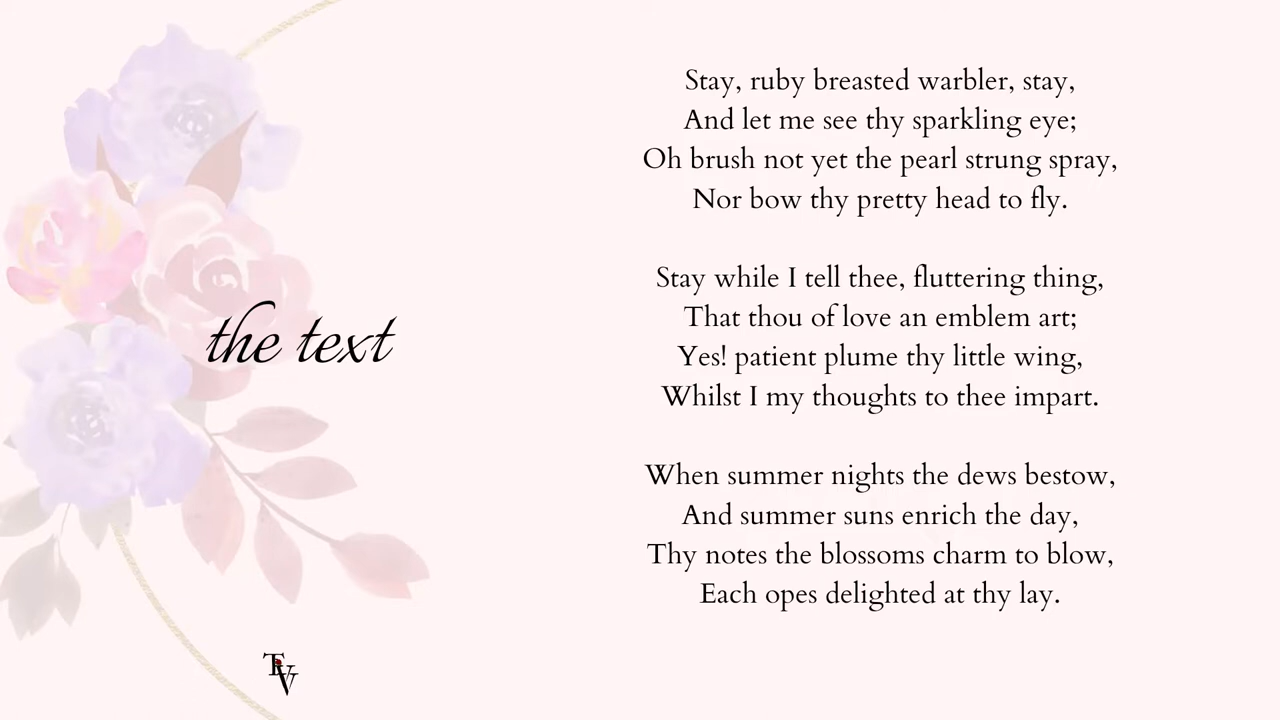 the text
Stay, ruby breasted warbler, stay,
And let me see thy sparkling eye;
Oh brush not yet the pearl strung spray,
Nor bow thy pretty head to fly.
Stay while I tell thee, fluttering thing,
That thou of love an emblem art;
Yes! patient plume thy little wing,
Whilst I my thoughts to thee impart.
When summer nights the dews bestow,
And summer suns enrich the day,
Thy notes the blossoms charm to blow,
Each opes delighted at thy lay.
TV